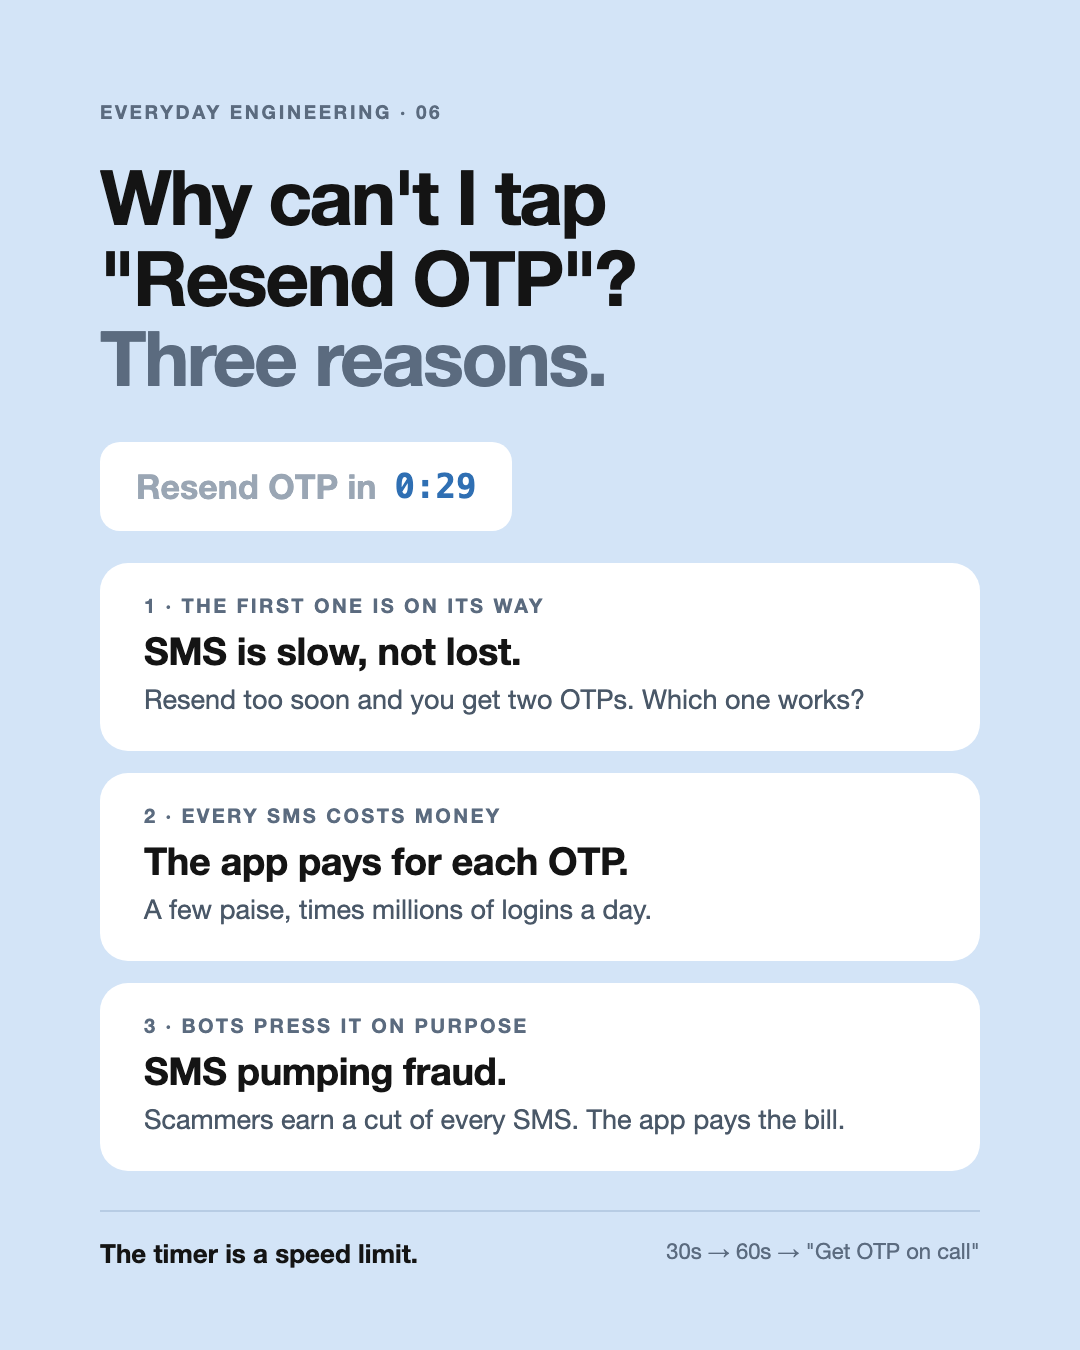 EVERYDAY ENGINEERING · 06
Why can't I tap
"Resend OTP"?
Three reasons.
Resend OTP in 0:29
1 · THE FIRST ONE IS ON ITS WAY
SMS is slow, not lost.
Resend too soon and you get two OTPs. Which one works?
2 · EVERY SMS COSTS MONEY
The app pays for each OTP.
A few paise, times millions of logins a day.
3 · BOTS PRESS IT ON PURPOSE
SMS pumping fraud.
Scammers earn a cut of every SMS. The app pays the bill.
The timer is a speed limit.
30s → 60s → "Get OTP on call"